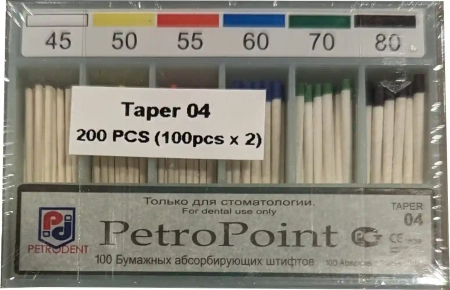 45 50 55 60 70 80
Taper 04
200 PCS (100pcs x 2)
Только для стоматологии.
For dental use only
TAPER
04
PETRODENT
PetroPoint
CE
100 Бумажных абсорбирующих штифтов